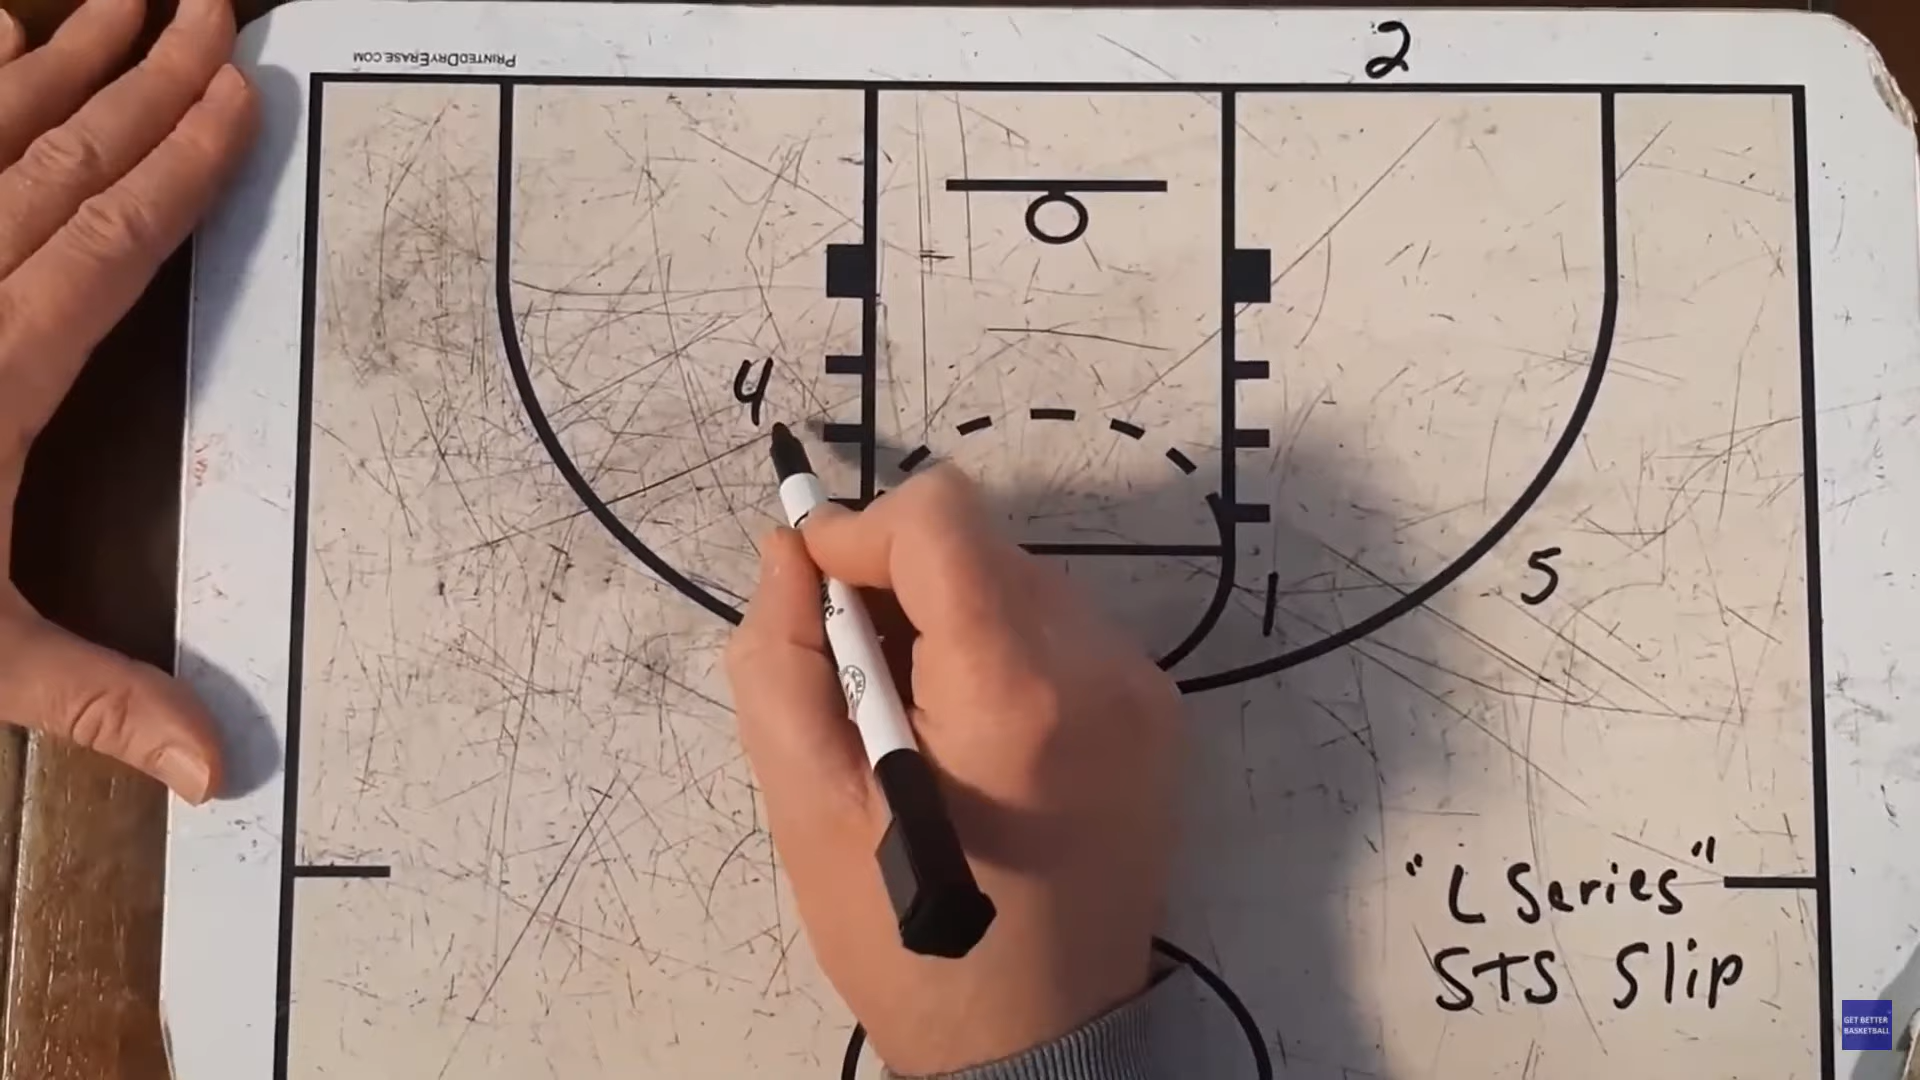 2
PRINTEDDRYERASE.COM
4
5
1
"L Series"
STS Slip
GET BETTER
BASKETBALL